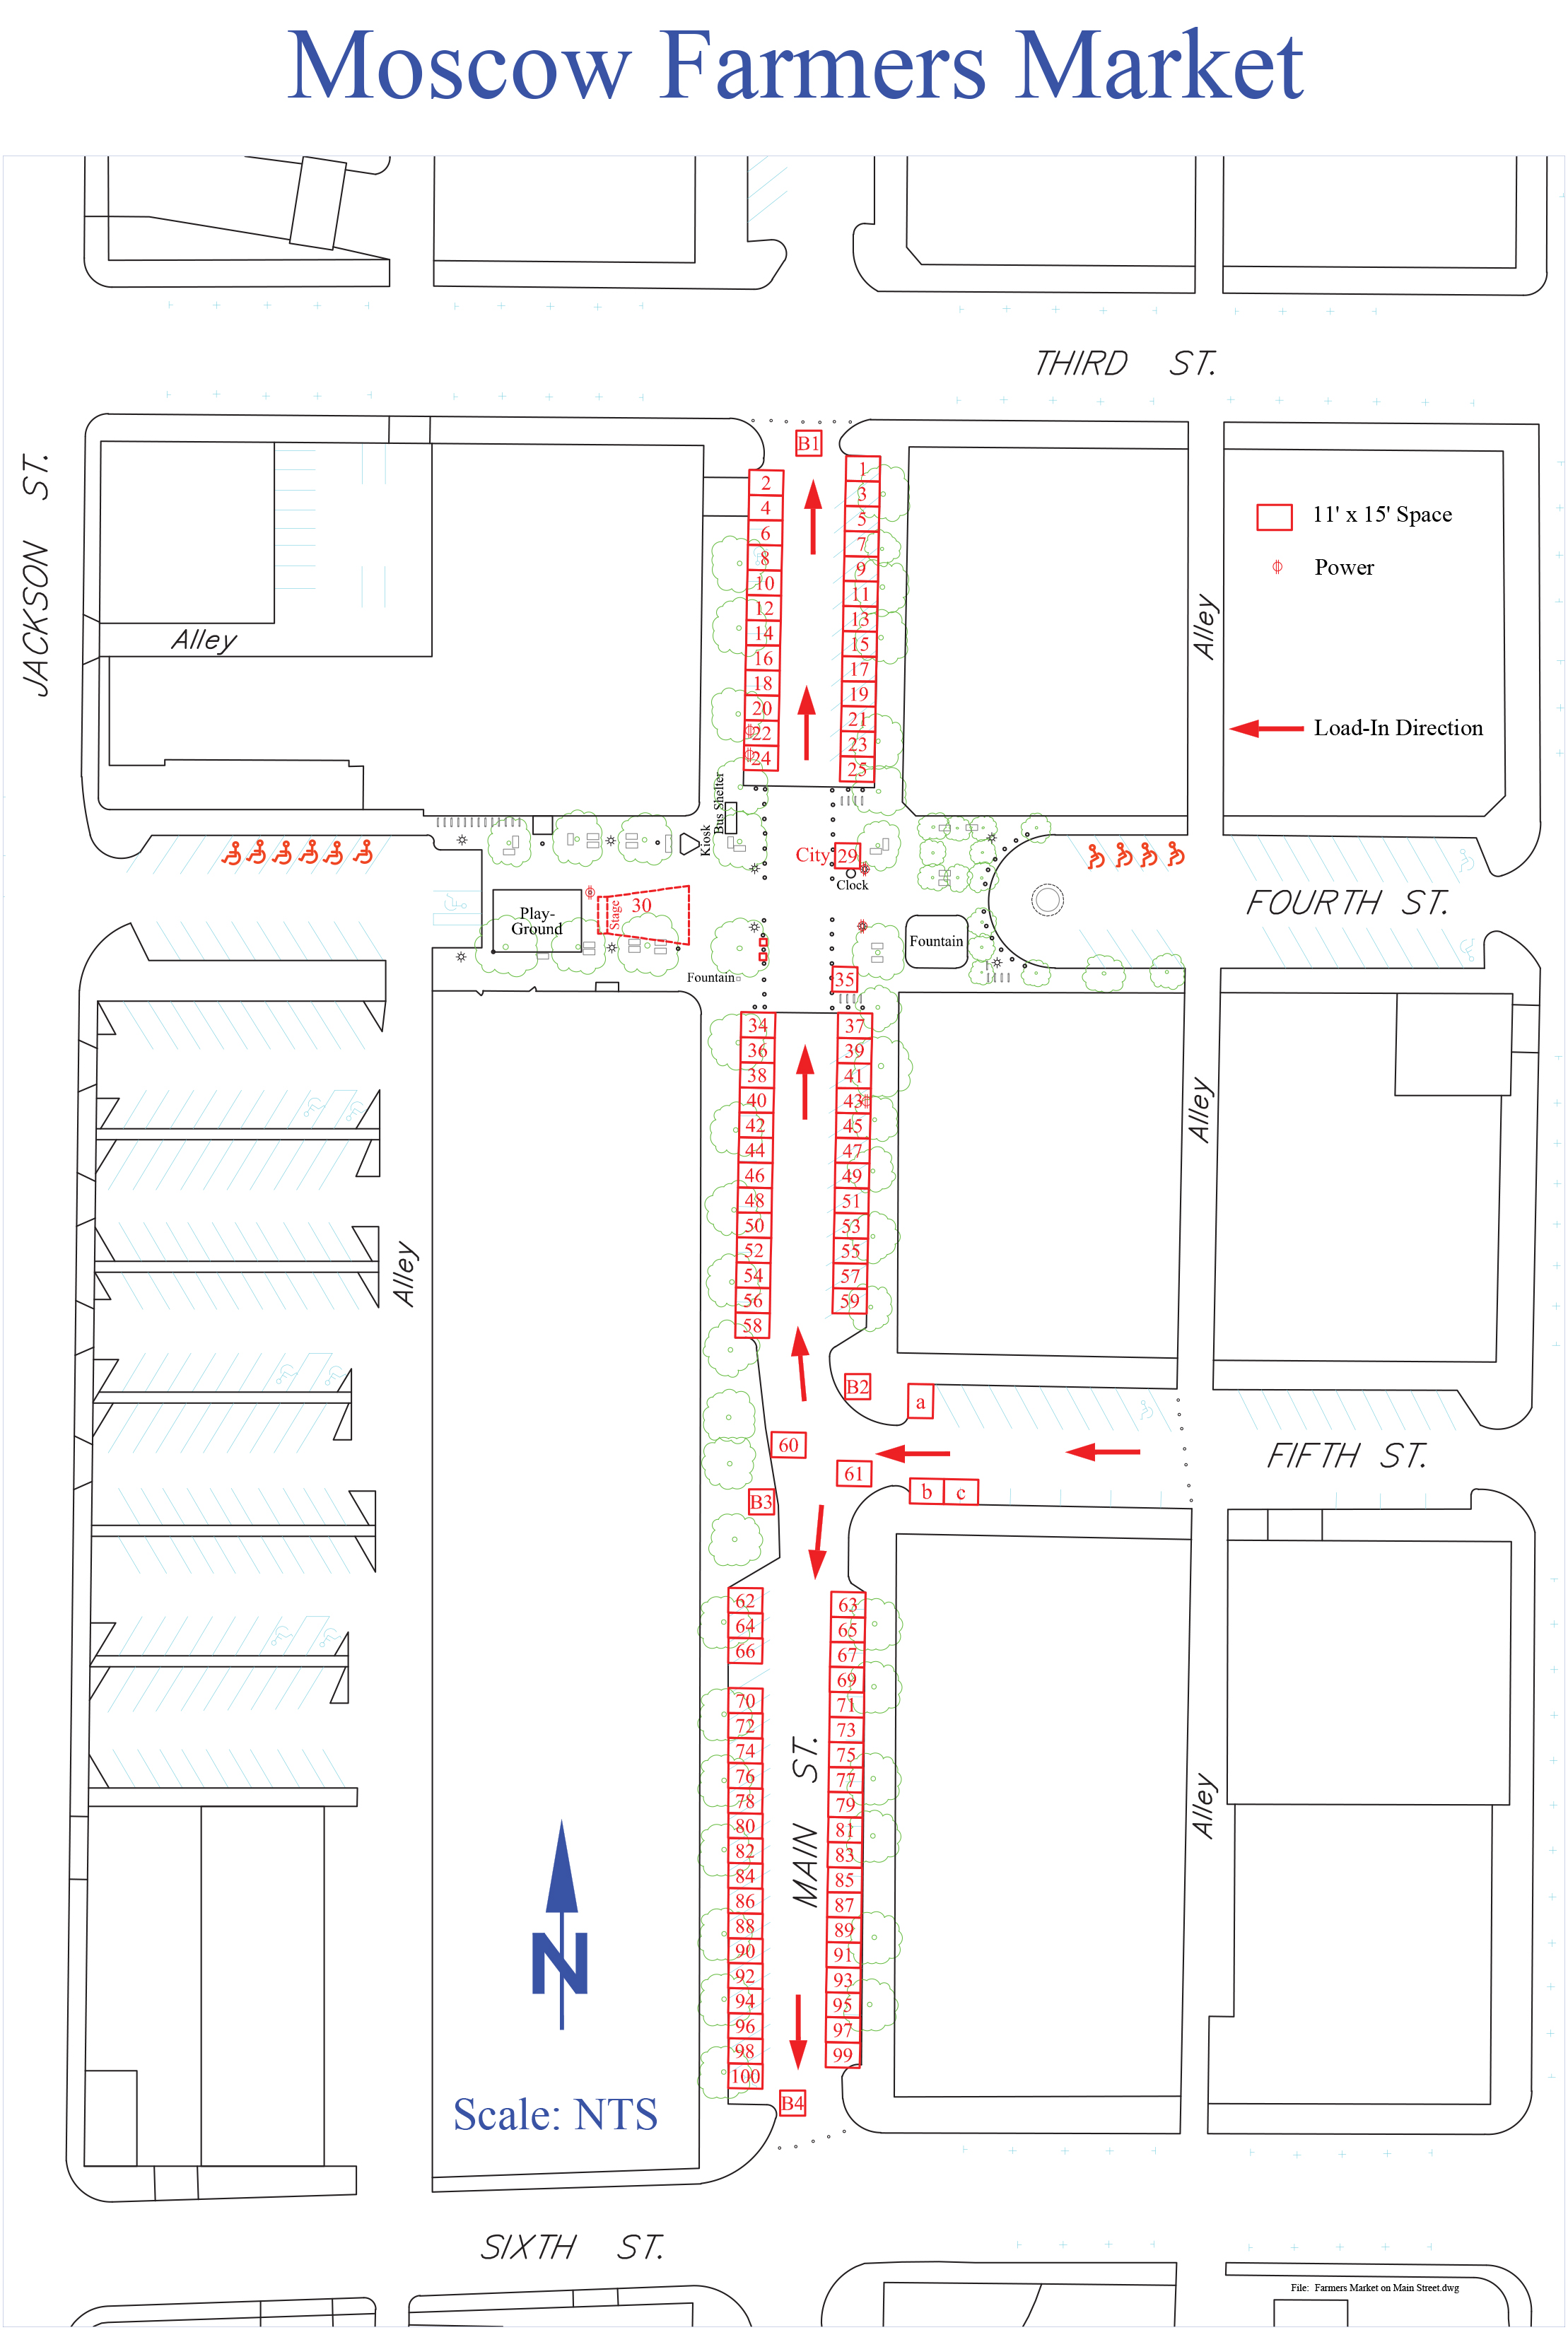 Moscow Farmers Market
THIRD ST.
JACKSON ST.
B1
1
2
3
4
5
6
7
8
9
10
11
12
13
14
15
16
17
18
19
20
21
22
23
24
25
11' x 15' Space
Power
Load-In Direction
Alley
Alley
Bus Shelter
Kiosk
City 29
Clock
Play-
Ground
Stage
30
Fountain
Fountain
35
FOURTH ST.
34
37
36
39
38
41
40
43
42
45
44
47
46
49
48
51
50
53
52
55
54
57
56
59
58
Alley
Alley
B2
a
60
61
b
c
B3
FIFTH ST.
62
63
64
65
66
67
69
70
71
72
73
74
75
76
77
78
79
80
81
82
83
84
85
86
87
88
89
90
91
92
93
94
95
96
97
98
99
100
MAIN ST.
Alley
B4
N
Scale: NTS
SIXTH ST.
File: Farmers Market on Main Street.dwg